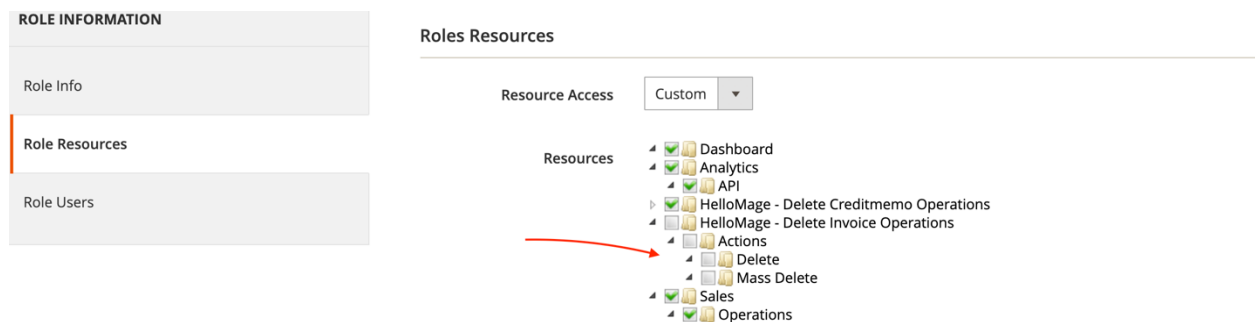 ROLE INFORMATION
Role Info
Role Resources
Role Users
Roles Resources
Resource Access Custom
Resources
Dashboard
Analytics
API
HelloMage - Delete Creditmemo Operations
HelloMage - Delete Invoice Operations
Actions
Delete
Mass Delete
Sales
Operations